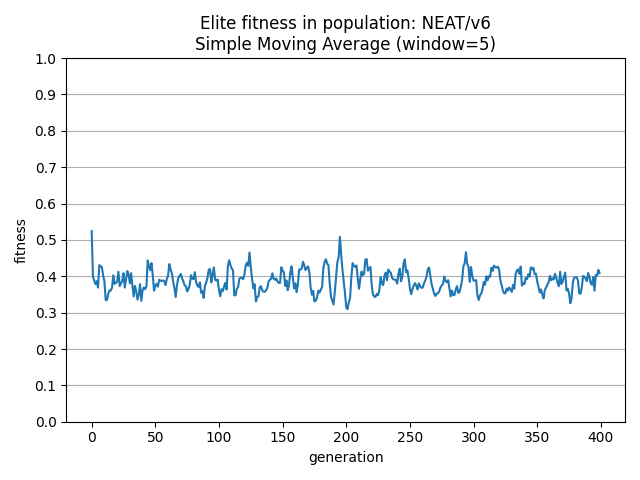 Elite fitness in population: NEAT/v6
Simple Moving Average (window=5)
1.0
0.9
0.8
0.7
0.6
0.5
0.4
0.3
0.2
0.1
0.0
fitness
0 50 100 150 200 250 300 350 400
generation